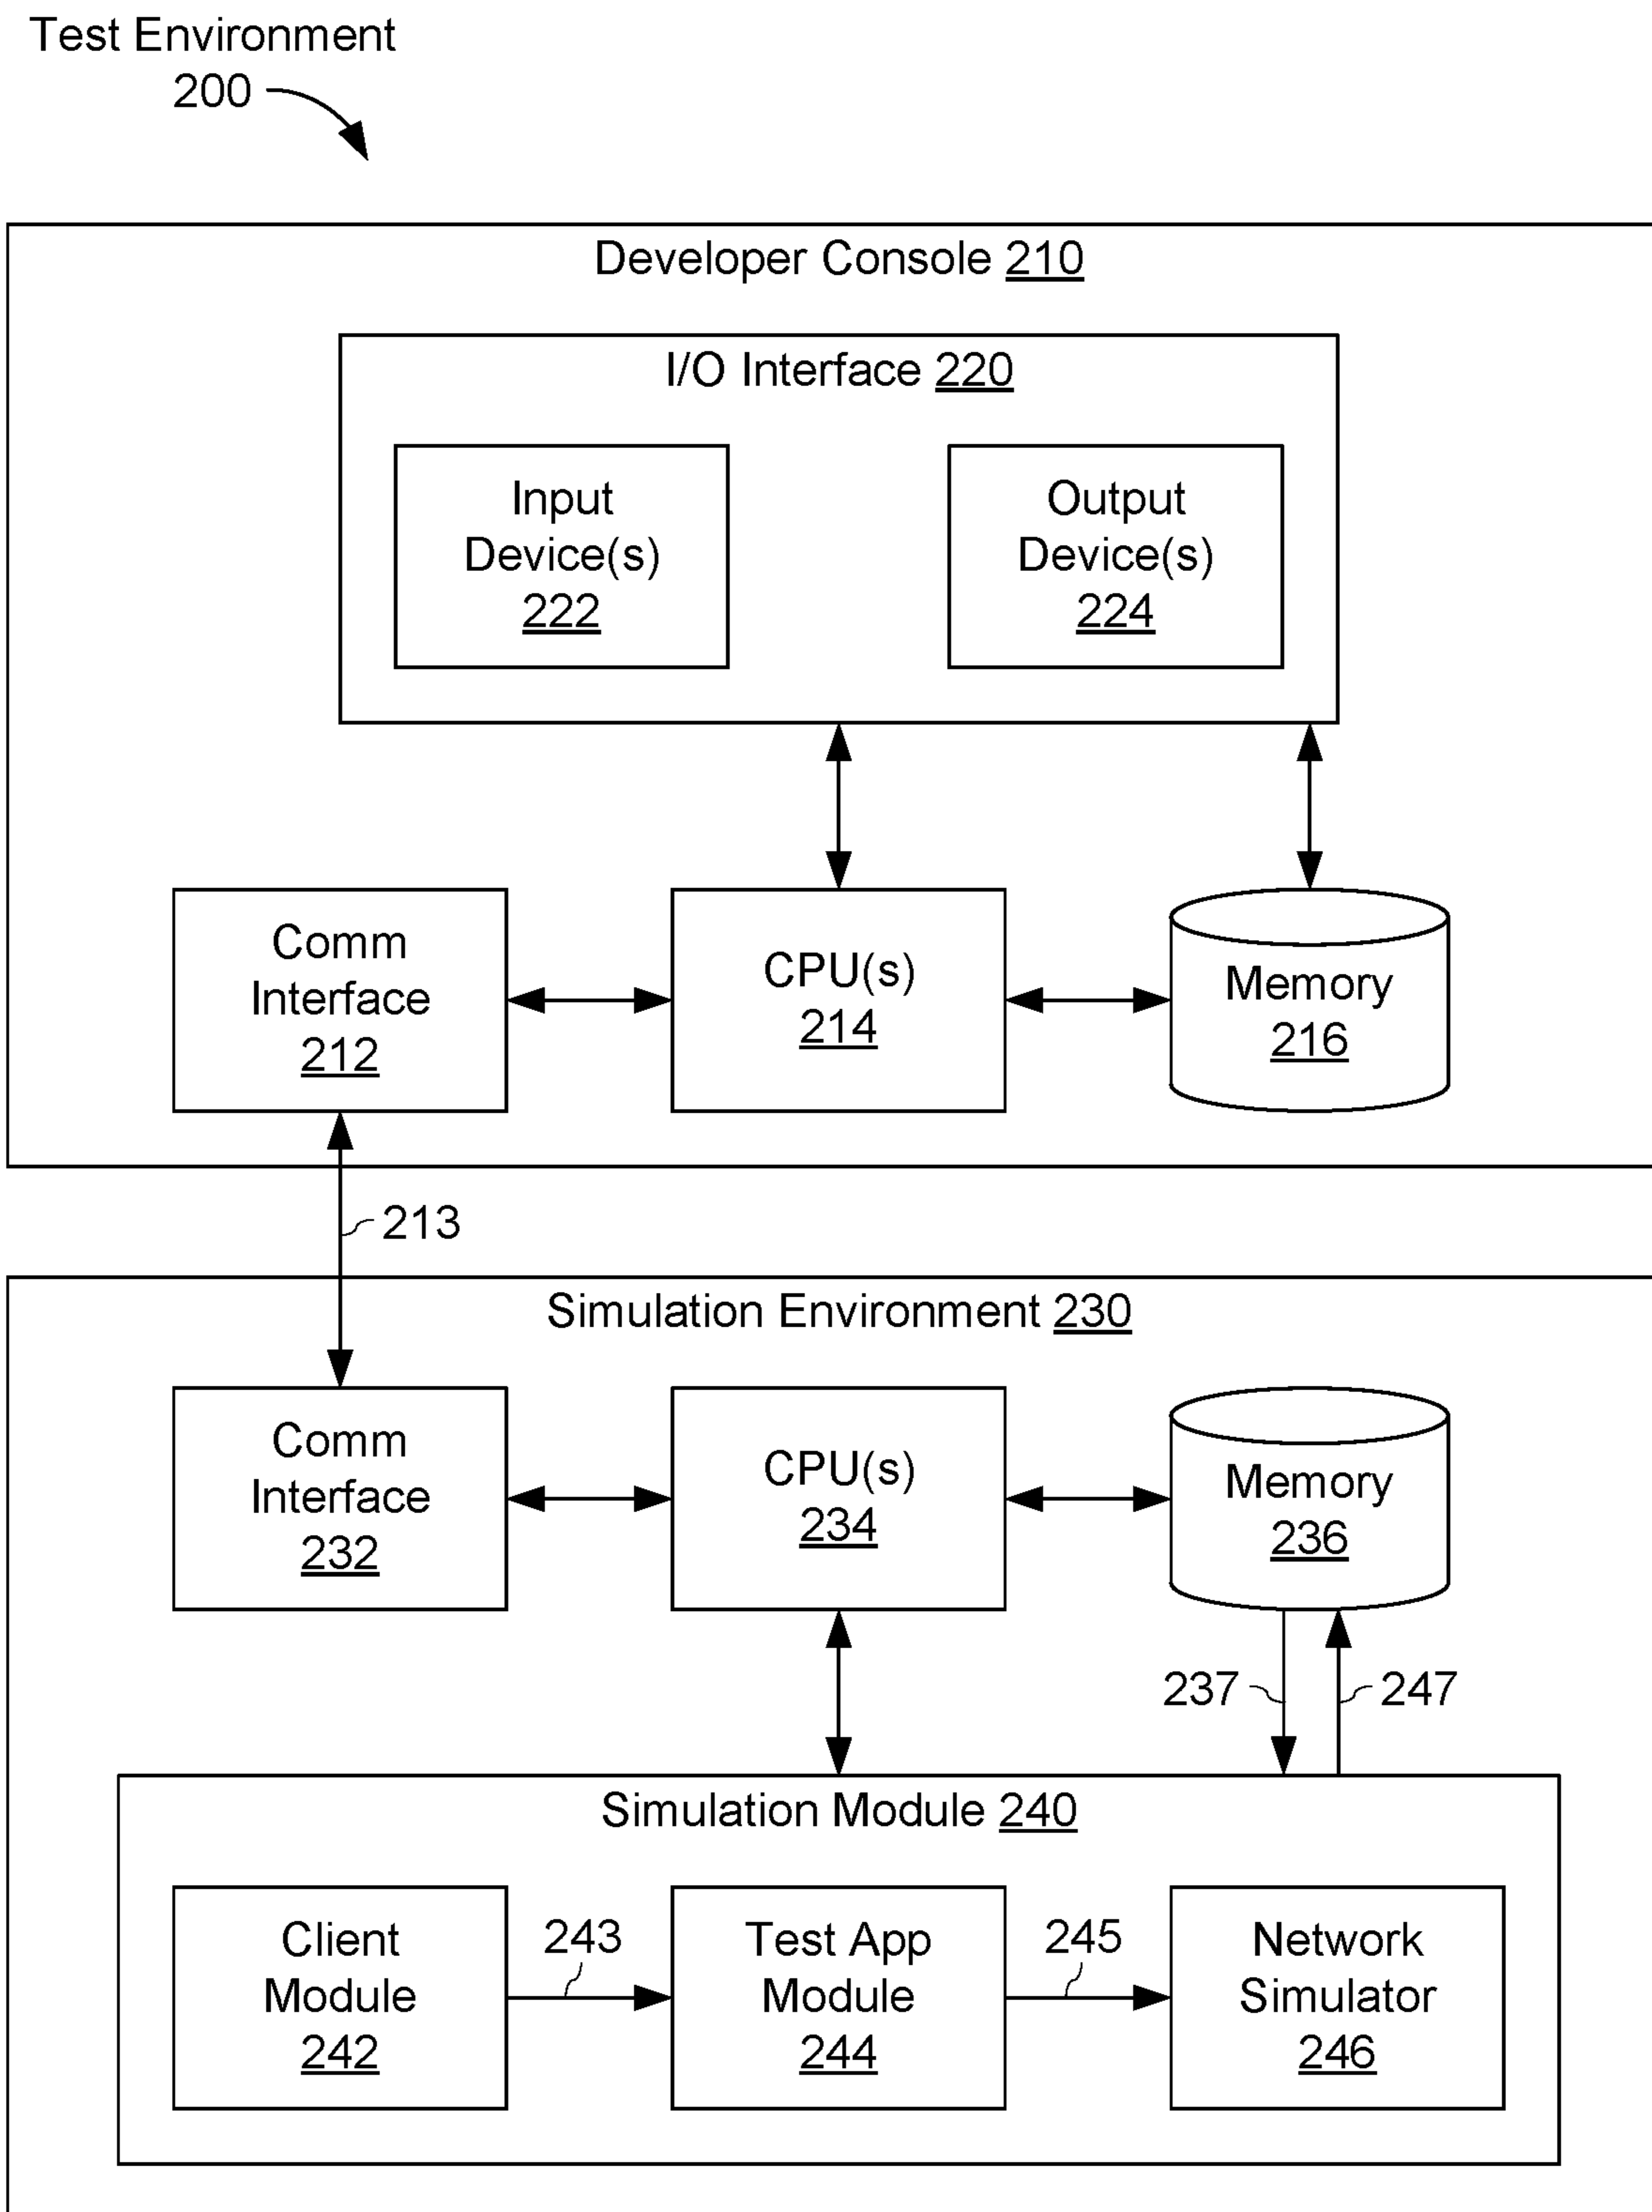 Test Environment
200
Developer Console 210
I/O Interface 220
Input
Device(s)
222
Output
Device(s)
224
Comm
Interface
212
CPU(s)
214
Memory
216
213
Simulation Environment 230
Comm
Interface
232
CPU(s)
234
Memory
236
237
247
Simulation Module 240
Client
Module
242
243
Test App
Module
244
245
Network
Simulator
246